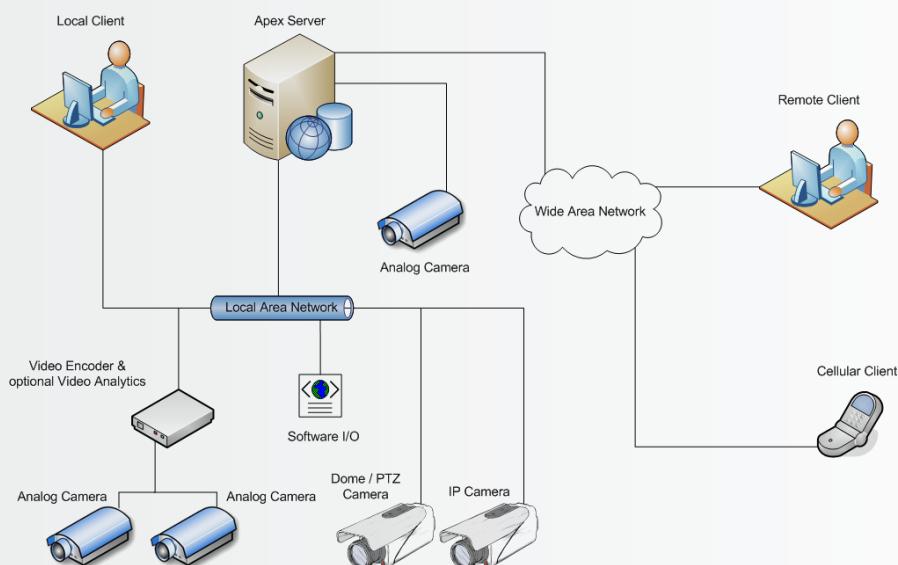 Local Client
Apex Server
Remote Client
Wide Area Network
Analog Camera
Local Area Network
Video Encoder &
optional Video Analytics
Cellular Client
Software I/O
Dome / PTZ
Camera
IP Camera
Analog Camera
Analog Camera